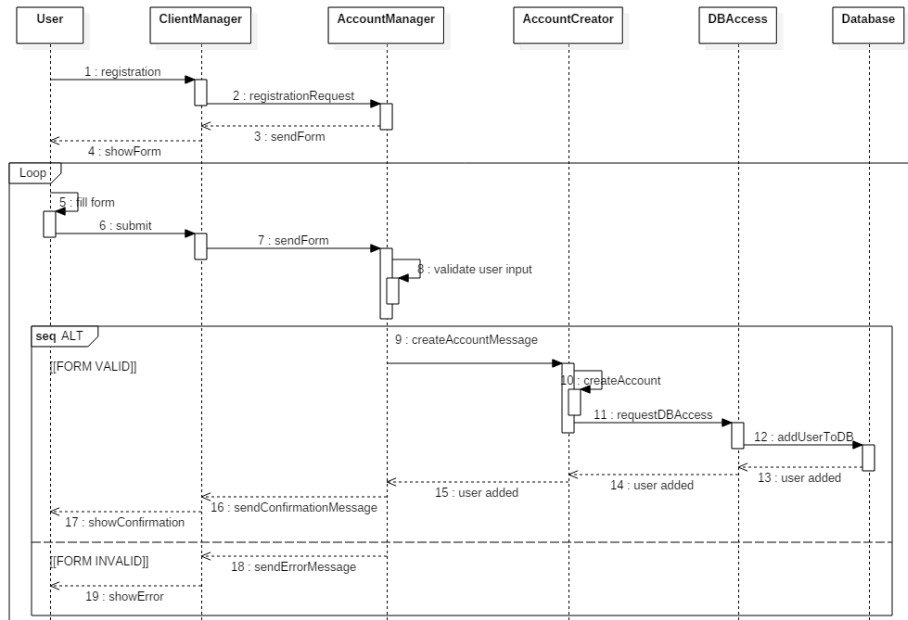 User
ClientManager
AccountManager
AccountCreator
DBAccess
Database
1 : registration
2 : registrationRequest
3 : sendForm
4 : showForm
Loop
5 : fill form
6 : submit
7 : sendForm
8 : validate user input
seq ALT
9 : createAccountMessage
[[FORM VALID]]
10 : createAccount
11 : requestDBAccess
12 : addUserToDB
13 : user added
14 : user added
15 : user added
16 : sendConfirmationMessage
17 : showConfirmation
[[FORM INVALID]]
18 : sendErrorMessage
19 : showError